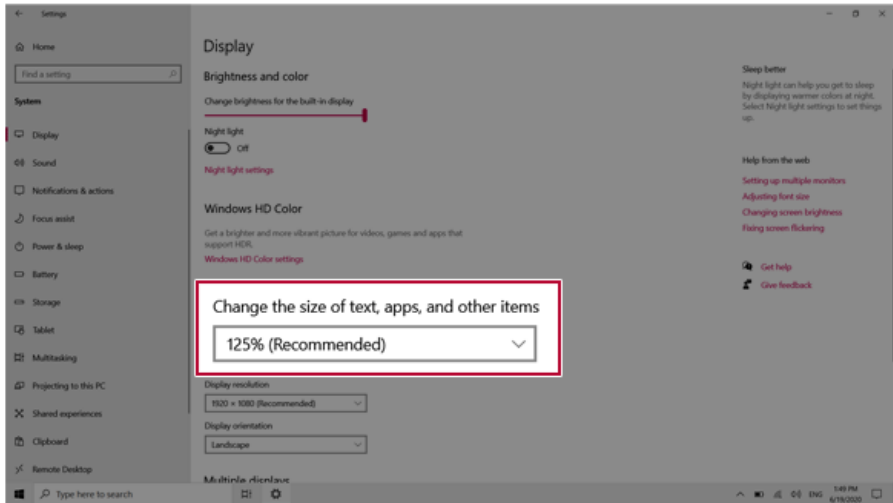 Settings
Home
Find a setting
System
Display
Sound
Notifications & actions
Focus assist
Power & sleep
Battery
Storage
Tablet
Multitasking
Projecting to this PC
Shared experiences
Clipboard
Remote Desktop
Display
Brightness and color
Change brightness for the built-in display
Night light
Off
Night light settings
Windows HD Color
Get a brighter and more vibrant picture for videos, games and apps that
support HDR.
Windows HD Color settings
Change the size of text, apps, and other items
125% (Recommended)
Display resolution
1920 × 1080 (Recommended)
Display orientation
Landscape
Multiple displays
Sleep better
Night light can help you get to sleep
by displaying warmer colors at night.
Select Night light settings to set things
up.
Help from the web
Setting up multiple monitors
Adjusting font size
Changing screen brightness
Fixing screen flickering
Get help
Give feedback
Type here to search
ENG
1:49 PM
6/19/2020